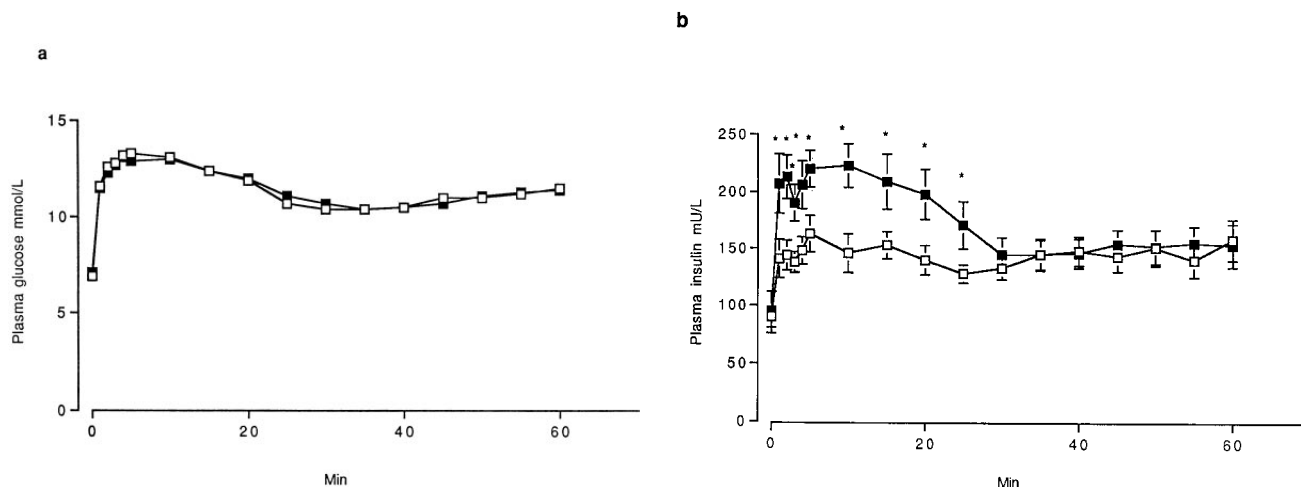 a
15
10
5
0
Plasma glucose mmol/L
0 20 40 60
Min
b
250
200
150
100
50
0
Plasma insulin mU/L
* * * * * * * * *
0 20 40 60
Min